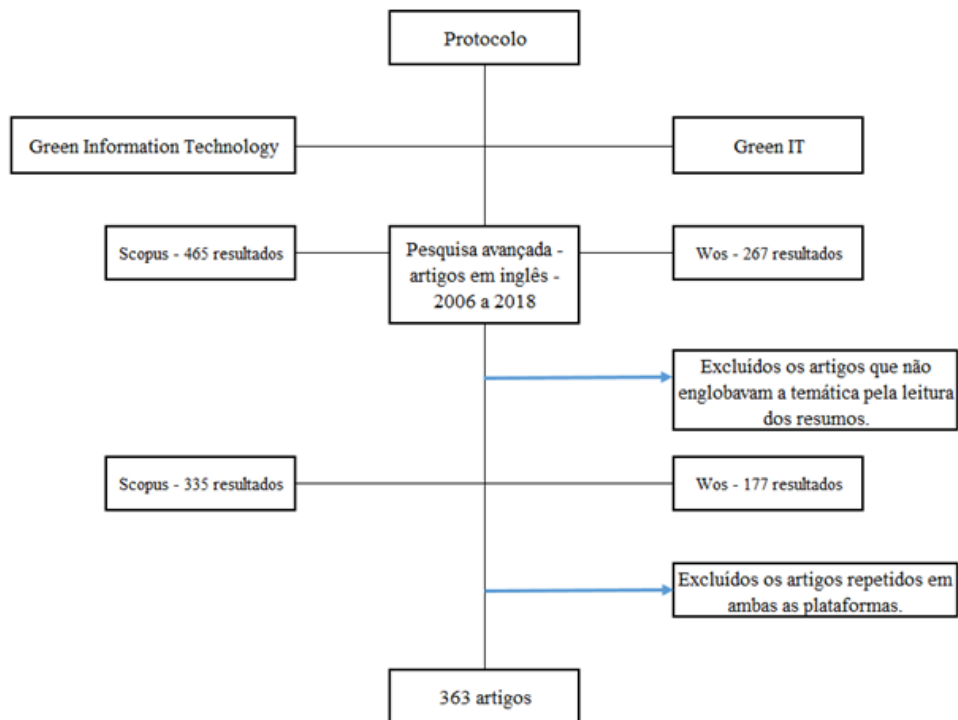 Protocolo
Green Information Technology
Green IT
Scopus - 465 resultados
Pesquisa avançada -
artigos em inglês -
2006 a 2018
Wos - 267 resultados
Excluídos os artigos que não
englobavam a temática pela leitura
dos resumos.
Scopus - 335 resultados
Wos - 177 resultados
Excluídos os artigos repetidos em
ambas as plataformas.
363 artigos